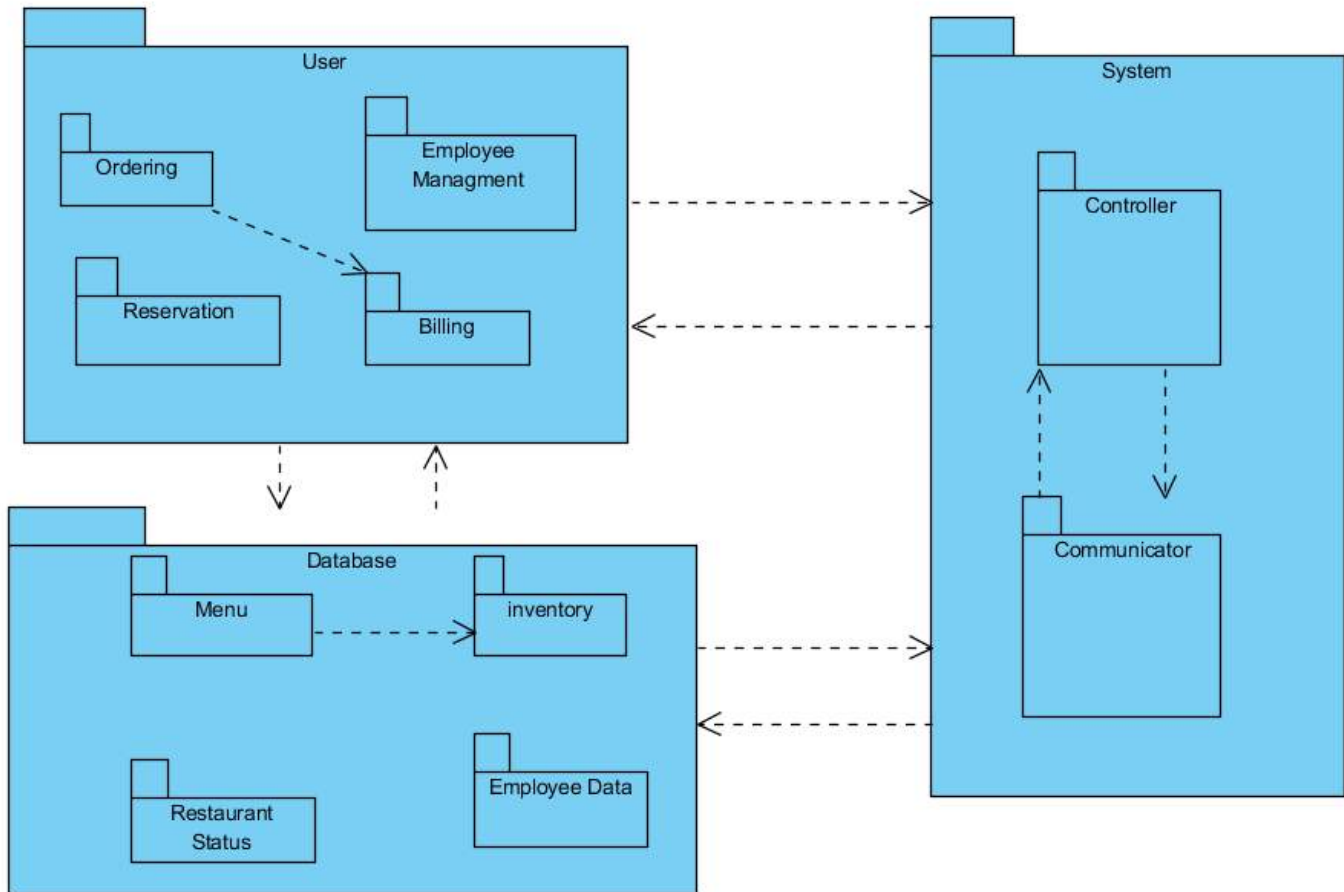 User
Ordering
Employee
Managment
Reservation
Billing
System
Controller
Communicator
Database
Menu
inventory
Restaurant
Status
Employee Data